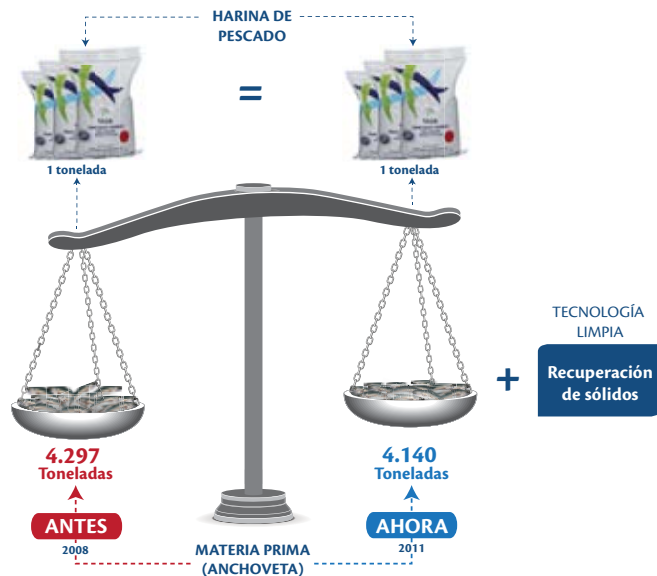 HARINA DE
PESCADO
=
1 tonelada
1 tonelada
TECNOLOGÍA
LIMPIA
+
Recuperación
de sólidos
4.297
Toneladas
4.140
Toneladas
ANTES
2008
AHORA
2011
MATERIA PRIMA
(ANCHOVETA)